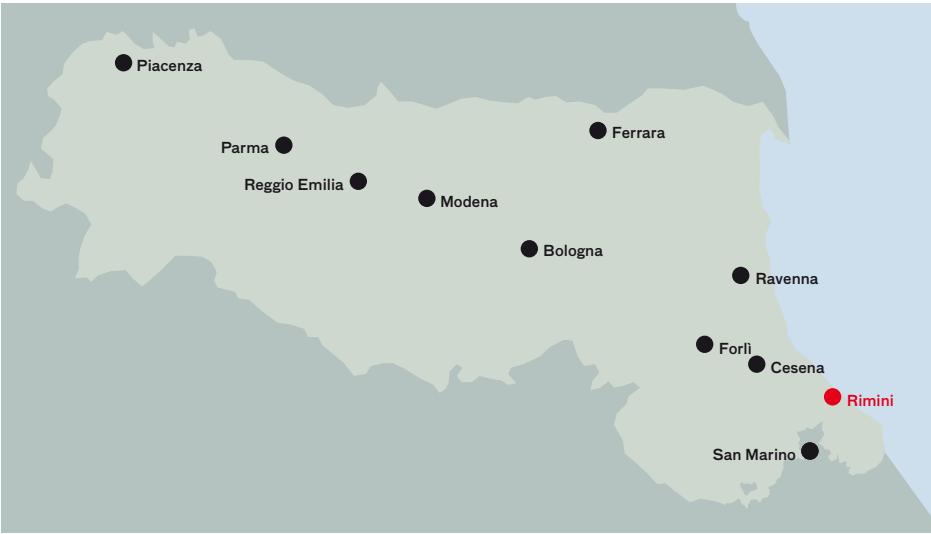 Piacenza
Ferrara
Parma
Reggio Emilia
Modena
Bologna
Ravenna
Forlì
Cesena
Rimini
San Marino